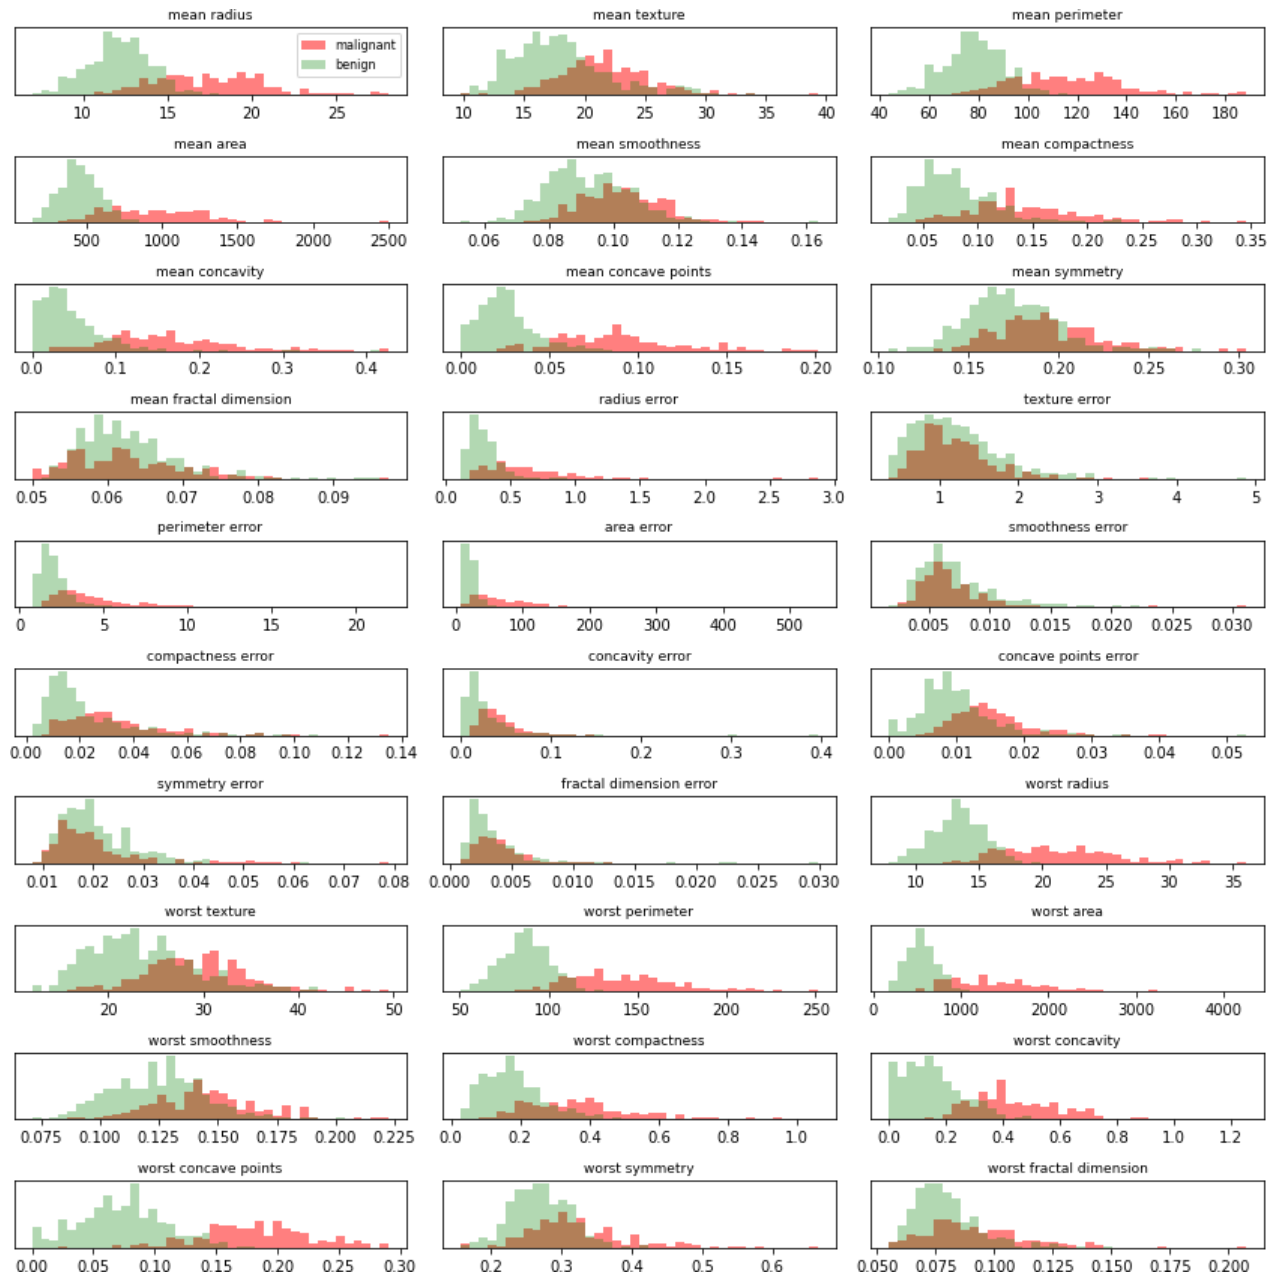 mean radius
malignant
benign
10 15 20 25
mean texture
10 15 20 25 30 35 40
mean perimeter
40 60 80 100 120 140 160 180
mean area
500 1000 1500 2000 2500
mean smoothness
0.06 0.08 0.10 0.12 0.14 0.16
mean compactness
0.05 0.10 0.15 0.20 0.25 0.30 0.35
mean concavity
0.0 0.1 0.2 0.3 0.4
mean concave points
0.00 0.05 0.10 0.15 0.20
mean symmetry
0.10 0.15 0.20 0.25 0.30
mean fractal dimension
0.05 0.06 0.07 0.08 0.09
radius error
0.0 0.5 1.0 1.5 2.0 2.5 3.0
texture error
1 2 3 4 5
perimeter error
0 5 10 15 20
area error
0 100 200 300 400 500
smoothness error
0.005 0.010 0.015 0.020 0.025 0.030
compactness error
0.00 0.02 0.04 0.06 0.08 0.10 0.12 0.14
concavity error
0.0 0.1 0.2 0.3 0.4
concave points error
0.00 0.01 0.02 0.03 0.04 0.05
symmetry error
0.01 0.02 0.03 0.04 0.05 0.06 0.07 0.08
fractal dimension error
0.000 0.005 0.010 0.015 0.020 0.025 0.030
worst radius
10 15 20 25 30 35
worst texture
20 30 40 50
worst perimeter
50 100 150 200 250
worst area
0 1000 2000 3000 4000
worst smoothness
0.075 0.100 0.125 0.150 0.175 0.200 0.225
worst compactness
0.0 0.2 0.4 0.6 0.8 1.0
worst concavity
0.0 0.2 0.4 0.6 0.8 1.0 1.2
worst concave points
0.00 0.05 0.10 0.15 0.20 0.25 0.30
worst symmetry
0.2 0.3 0.4 0.5 0.6
worst fractal dimension
0.050 0.075 0.100 0.125 0.150 0.175 0.200